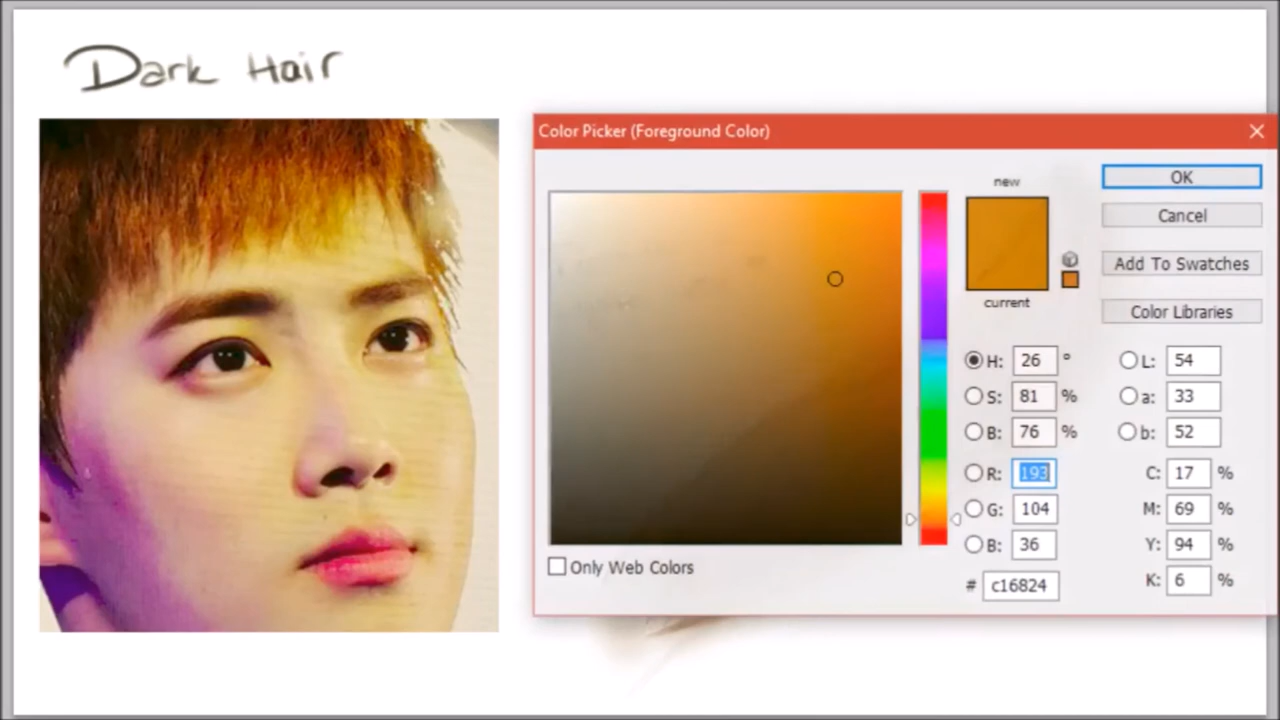 Dark Hair
Color Picker (Foreground Color)
new
current
OK
Cancel
Add To Swatches
Color Libraries
H: 26 °
S: 81 %
B: 76 %
R: 193
G: 104
B: 36
# c16824
L: 54
a: 33
b: 52
C: 17 %
M: 69 %
Y: 94 %
K: 6 %
Only Web Colors